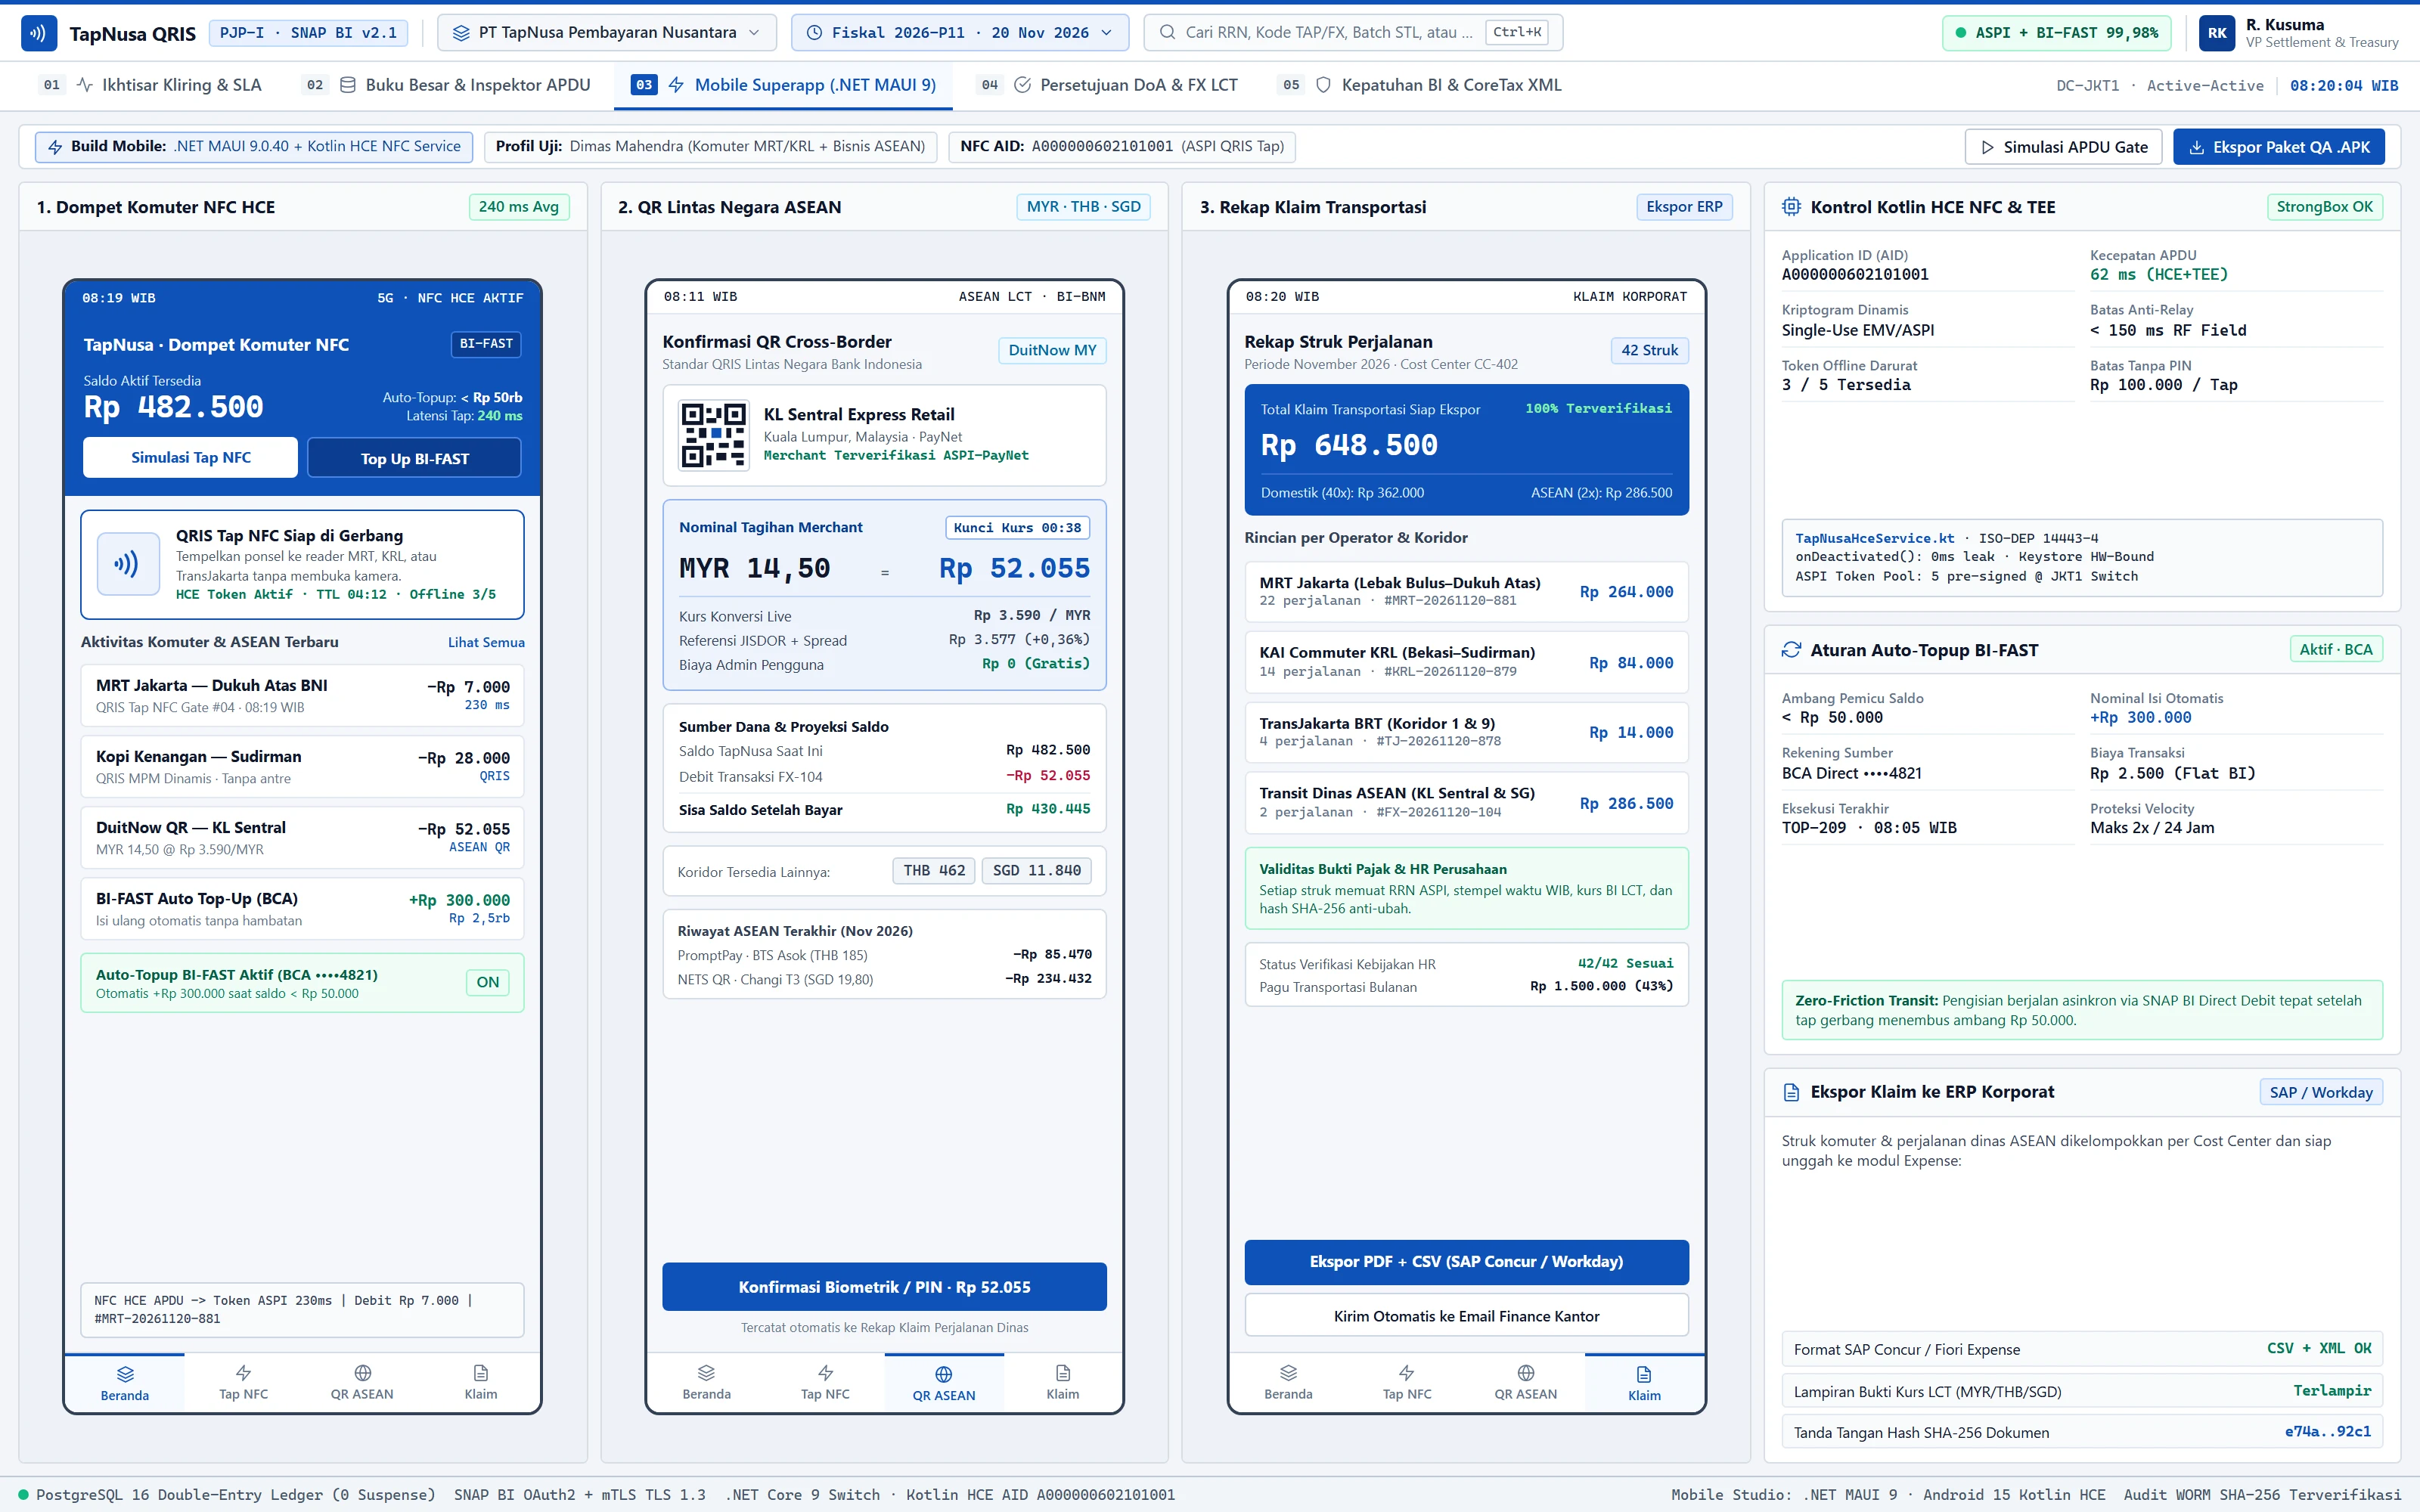 TapNusa QRIS
PJP-I · SNAP BI v2.1
PT TapNusa Pembayaran Nusantara
Fiskal 2026-P11 · 20 Nov 2026
Cari RRN, Kode TAP/FX, Batch STL, atau ...
Ctrl+K
ASPI + BI-FAST 99,98%
RK
R. Kusuma
VP Settlement & Treasury
01 Ikhtisar Kliring & SLA
02 Buku Besar & Inspektor APDU
03 Mobile Superapp (.NET MAUI 9)
04 Persetujuan DoA & FX LCT
05 Kepatuhan BI & CoreTax XML
DC-JKT1 · Active-Active
08:20:04 WIB
Build Mobile: .NET MAUI 9.0.40 + Kotlin HCE NFC Service
Profil Uji: Dimas Mahendra (Komuter MRT/KRL + Bisnis ASEAN)
NFC AID: A000000602101001 (ASPI QRIS Tap)
Simulasi APDU Gate
Ekspor Paket QA .APK
1. Dompet Komuter NFC HCE
240 ms Avg
08:19 WIB
5G · NFC HCE AKTIF
TapNusa · Dompet Komuter NFC
BI-FAST
Saldo Aktif Tersedia
Rp 482.500
Auto-Topup: < Rp 50rb
Latensi Tap: 240 ms
Simulasi Tap NFC
Top Up BI-FAST
QRIS Tap NFC Siap di Gerbang
Tempelkan ponsel ke reader MRT, KRL, atau
TransJakarta tanpa membuka kamera.
HCE Token Aktif · TTL 04:12 · Offline 3/5
Aktivitas Komuter & ASEAN Terbaru
Lihat Semua
MRT Jakarta — Dukuh Atas BNI
−Rp 7.000
QRIS Tap NFC Gate #04 · 08:19 WIB
230 ms
Kopi Kenangan — Sudirman
−Rp 28.000
QRIS MPM Dinamis · Tanpa antre
QRIS
DuitNow QR — KL Sentral
−Rp 52.055
MYR 14,50 @ Rp 3.590/MYR
ASEAN QR
BI-FAST Auto Top-Up (BCA)
+Rp 300.000
Isi ulang otomatis tanpa hambatan
Rp 2,5rb
Auto-Topup BI-FAST Aktif (BCA ••••4821)
Otomatis +Rp 300.000 saat saldo < Rp 50.000
ON
NFC HCE APDU -> Token ASPI 230ms | Debit Rp 7.000 |
#MRT-20261120-881
Beranda
Tap NFC
QR ASEAN
Klaim
2. QR Lintas Negara ASEAN
MYR · THB · SGD
08:11 WIB
ASEAN LCT · BI-BNM
Konfirmasi QR Cross-Border
Standar QRIS Lintas Negara Bank Indonesia
DuitNow MY
KL Sentral Express Retail
Kuala Lumpur, Malaysia · PayNet
Merchant Terverifikasi ASPI-PayNet
Nominal Tagihan Merchant
Kunci Kurs 00:38
MYR 14,50 = Rp 52.055
Kurs Konversi Live
Rp 3.590 / MYR
Referensi JISDOR + Spread
Rp 3.577 (+0,36%)
Biaya Admin Pengguna
Rp 0 (Gratis)
Sumber Dana & Proyeksi Saldo
Saldo TapNusa Saat Ini
Rp 482.500
Debit Transaksi FX-104
−Rp 52.055
Sisa Saldo Setelah Bayar
Rp 430.445
Koridor Tersedia Lainnya:
THB 462
SGD 11.840
Riwayat ASEAN Terakhir (Nov 2026)
PromptPay · BTS Asok (THB 185)
−Rp 85.470
NETS QR · Changi T3 (SGD 19,80)
−Rp 234.432
Konfirmasi Biometrik / PIN · Rp 52.055
Tercatat otomatis ke Rekap Klaim Perjalanan Dinas
Beranda
Tap NFC
QR ASEAN
Klaim
3. Rekap Klaim Transportasi
Ekspor ERP
08:20 WIB
KLAIM KORPORAT
Rekap Struk Perjalanan
Periode November 2026 · Cost Center CC-402
42 Struk
Total Klaim Transportasi Siap Ekspor
100% Terverifikasi
Rp 648.500
Domestik (40x): Rp 362.000
ASEAN (2x): Rp 286.500
Rincian per Operator & Koridor
MRT Jakarta (Lebak Bulus–Dukuh Atas)
22 perjalanan · #MRT-20261120-881
Rp 264.000
KAI Commuter KRL (Bekasi–Sudirman)
14 perjalanan · #KRL-20261120-879
Rp 84.000
TransJakarta BRT (Koridor 1 & 9)
4 perjalanan · #TJ-20261120-878
Rp 14.000
Transit Dinas ASEAN (KL Sentral & SG)
2 perjalanan · #FX-20261120-104
Rp 286.500
Validitas Bukti Pajak & HR Perusahaan
Setiap struk memuat RRN ASPI, stempel waktu WIB, kurs BI LCT, dan
hash SHA-256 anti-ubah.
Status Verifikasi Kebijakan HR
42/42 Sesuai
Pagu Transportasi Bulanan
Rp 1.500.000 (43%)
Ekspor PDF + CSV (SAP Concur / Workday)
Kirim Otomatis ke Email Finance Kantor
Beranda
Tap NFC
QR ASEAN
Klaim
Kontrol Kotlin HCE NFC & TEE
StrongBox OK
Application ID (AID)
A000000602101001
Kecepatan APDU
62 ms (HCE+TEE)
Kriptogram Dinamis
Single-Use EMV/ASPI
Batas Anti-Relay
< 150 ms RF Field
Token Offline Darurat
3 / 5 Tersedia
Batas Tanpa PIN
Rp 100.000 / Tap
TapNusaHceService.kt · ISO-DEP 14443-4
onDeactivated(): 0ms leak · Keystore HW-Bound
ASPI Token Pool: 5 pre-signed @ JKT1 Switch
Aturan Auto-Topup BI-FAST
Aktif · BCA
Ambang Pemicu Saldo
< Rp 50.000
Nominal Isi Otomatis
+Rp 300.000
Rekening Sumber
BCA Direct ••••4821
Biaya Transaksi
Rp 2.500 (Flat BI)
Eksekusi Terakhir
TOP-209 · 08:05 WIB
Proteksi Velocity
Maks 2x / 24 Jam
Zero-Friction Transit: Pengisian berjalan asinkron via SNAP BI Direct Debit tepat setelah
tap gerbang menembus ambang Rp 50.000.
Ekspor Klaim ke ERP Korporat
SAP / Workday
Struk komuter & perjalanan dinas ASEAN dikelompokkan per Cost Center dan siap
unggah ke modul Expense:
Format SAP Concur / Fiori Expense
CSV + XML OK
Lampiran Bukti Kurs LCT (MYR/THB/SGD)
Terlampir
Tanda Tangan Hash SHA-256 Dokumen
e74a..92c1
PostgreSQL 16 Double-Entry Ledger (0 Suspense)
SNAP BI OAuth2 + mTLS TLS 1.3
.NET Core 9 Switch · Kotlin HCE AID A000000602101001
Mobile Studio: .NET MAUI 9 · Android 15 Kotlin HCE
Audit WORM SHA-256 Terverifikasi